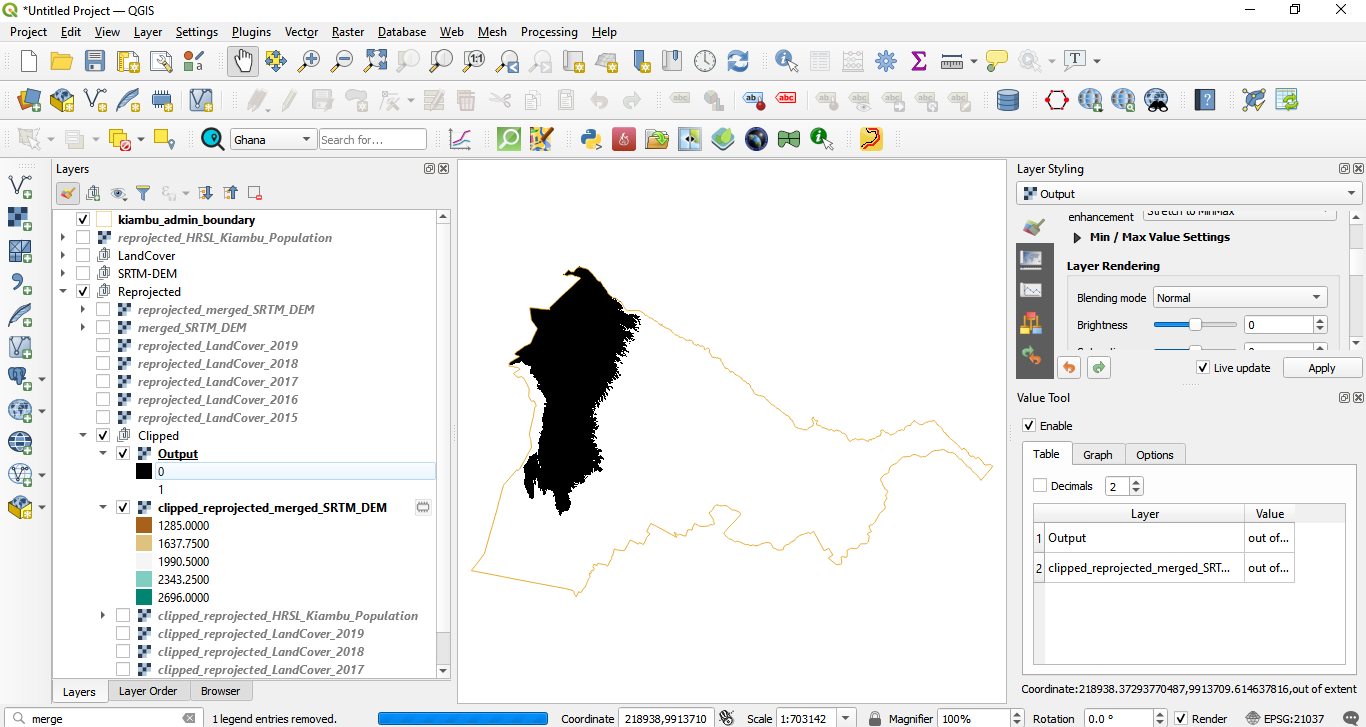 *Untitled Project — QGIS
Project Edit View Layer Settings Plugins Vector Raster Database Web Mesh Processing Help
Ghana Search for...
Layers
kiambu_admin_boundary
reprojected_HRSL_Kiambu_Population
LandCover
SRTM-DEM
Reprojected
reprojected_merged_SRTM_DEM
merged_SRTM_DEM
reprojected_LandCover_2019
reprojected_LandCover_2018
reprojected_LandCover_2017
reprojected_LandCover_2016
reprojected_LandCover_2015
Clipped
Output
0
1
clipped_reprojected_merged_SRTM_DEM
1285.0000
1637.7500
1990.5000
2343.2500
2696.0000
clipped_reprojected_HRSL_Kiambu_Population
clipped_reprojected_LandCover_2019
clipped_reprojected_LandCover_2018
clipped_reprojected_LandCover_2017
Layers Layer Order Browser
Layer Styling
Output
enhancement Stretch to MinMax
Min / Max Value Settings
Layer Rendering
Blending mode Normal
Brightness 0
Live update Apply
Value Tool
Enable
Table Graph Options
Decimals 2
Layer Value
1 Output out of...
2 clipped_reprojected_merged_SRT... out of...
Coordinate:218938.37293770487,9913709.614637816,out of extent
merge 1 legend entries removed. Coordinate 218938,9913710 Scale 1:703142 Magnifier 100% Rotation 0.0 ° Render EPSG:21037